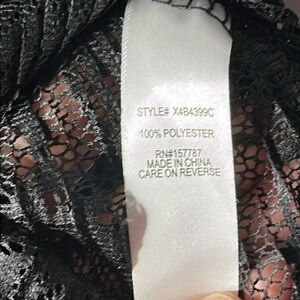 STYLE# X4B4399C
100% POLYESTER
RN#157787
MADE IN CHINA
CARE ON REVERSE